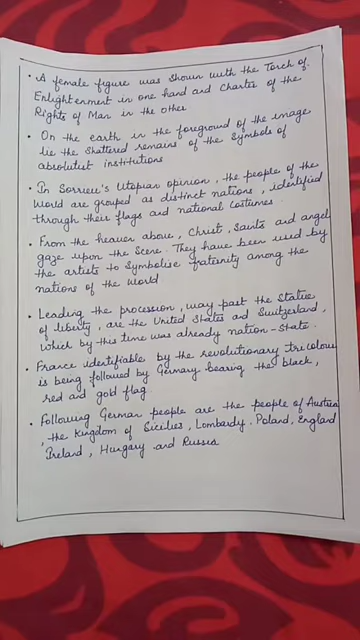 • A female figure was shown with the Torch of
Enlightenment in one hand and Charter of the
Rights of Man in the other
• On the earth in the foreground of the image
lie the shattered remains of the symbols of
absolutist institutions
• In Sorrieu's Utopian opinion, the people of the
World are grouped as distinct nations, identified
through their flags and national costumes.
• From the heaven above, Christ, Saints and angel
gaze upon the scene. They have been used by
the artists to Symbolise fraternity among the
nations of the World.
• Leading the procession, way past the Statue
of liberty, are the United States and Switzerland,
which by this time was already nation-state.
• France identifiable by the revolutionary tricolour
is being followed by Germany bearing the black,
red and gold flag
• Following German people are the people of Austria
, the kingdom of Sicilies, Lombardy, Poland, England
Ireland, Hungary and Russia